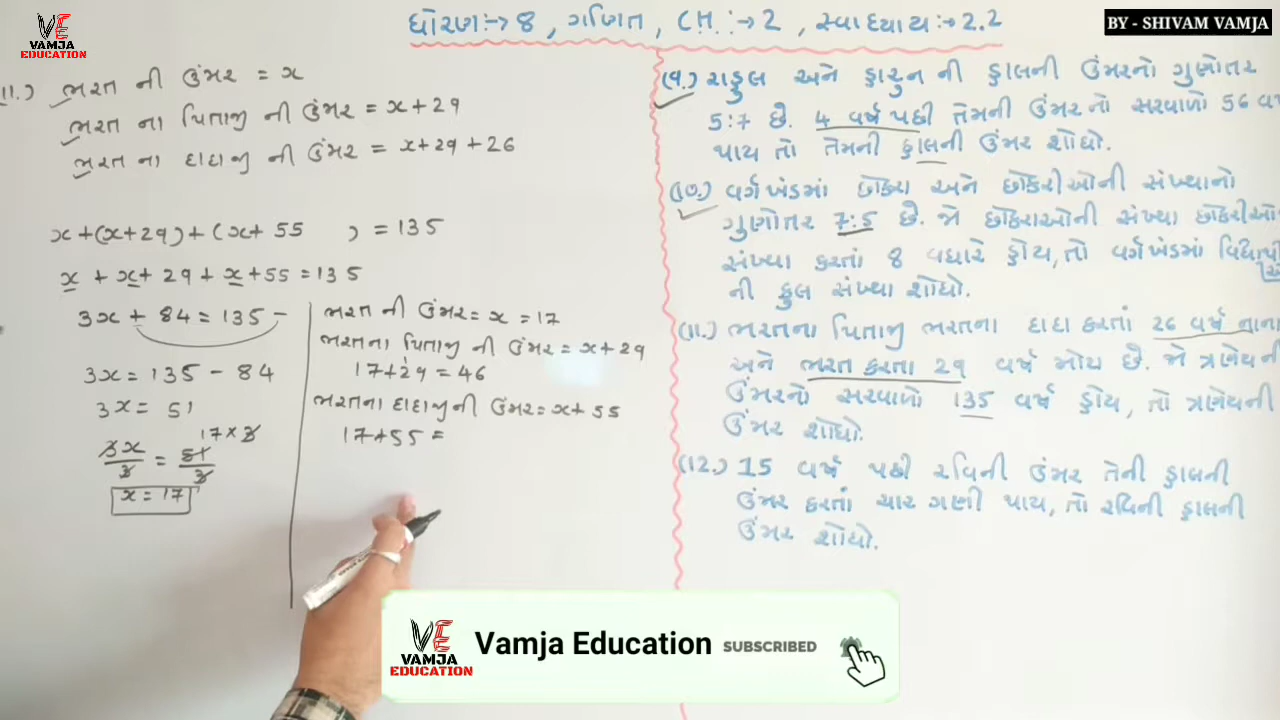 VE
VAMJA
EDUCATION
ધોરણ:→ 8 , ગણિત , CH. :→ 2 , સ્વાધ્યાય :→ 2.2
BY - SHIVAM VAMJA
11.) ભરત ની ઉંમર = x
ભરત ના પિતાજી ની ઉંમર = x + 29
ભરત ના દાદાજી ની ઉંમર = x + 29 + 26
x + (x + 29) + (x + 55 ) = 135
x + x + 29 + x + 55 = 135
3x + 84 = 135 -
3x = 135 - 84
3x = 51
17 × 3
3x/3 = 51/3
x = 17
ભરત ની ઉંમર = x = 17
ભરતના પિતાજી ની ઉંમર = x + 29
17 + 29 = 46
ભરતના દાદાજીની ઉંમર = x + 55
17 + 55 =
(9.) રાહુલ અને હારુન ની હાલની ઉંમરનો ગુણોતર
5:7 છે. 4 વર્ષ પછી તેમની ઉંમર નો સરવાળો 56 વર્ષ
થાય તો તેમની હાલની ઉંમર શોધો.
(10.) વર્ગખંડમાં છોકરા અને છોકરીઓની સંખ્યાનો
ગુણોતર 7:5 છે. જો છોકરાઓની સંખ્યા છોકરીઓ
સંખ્યા કરતાં 8 વધારે હોય, તો વર્ગખંડમાં
ની કુલ સંખ્યા શોધો.
(11.) ભરતના પિતાજી ભરતના દાદા કરતાં 26 વર્ષ નાના
અને ભરત કરતા 29 વર્ષ મોય છે. જો ત્રણેયની
ઉંમરનો સરવાળો 135 વર્ષ હોય, તો ત્રણેયની
ઉંમર શોધો.
(12.) 15 વર્ષ પછી રવિની ઉંમર તેની હાલની
ઉંમર કરતાં ચાર ગણી થાય, તો રવિની હાલની
ઉંમર શોધો.
VE
VAMJA
EDUCATION
Vamja Education SUBSCRIBED